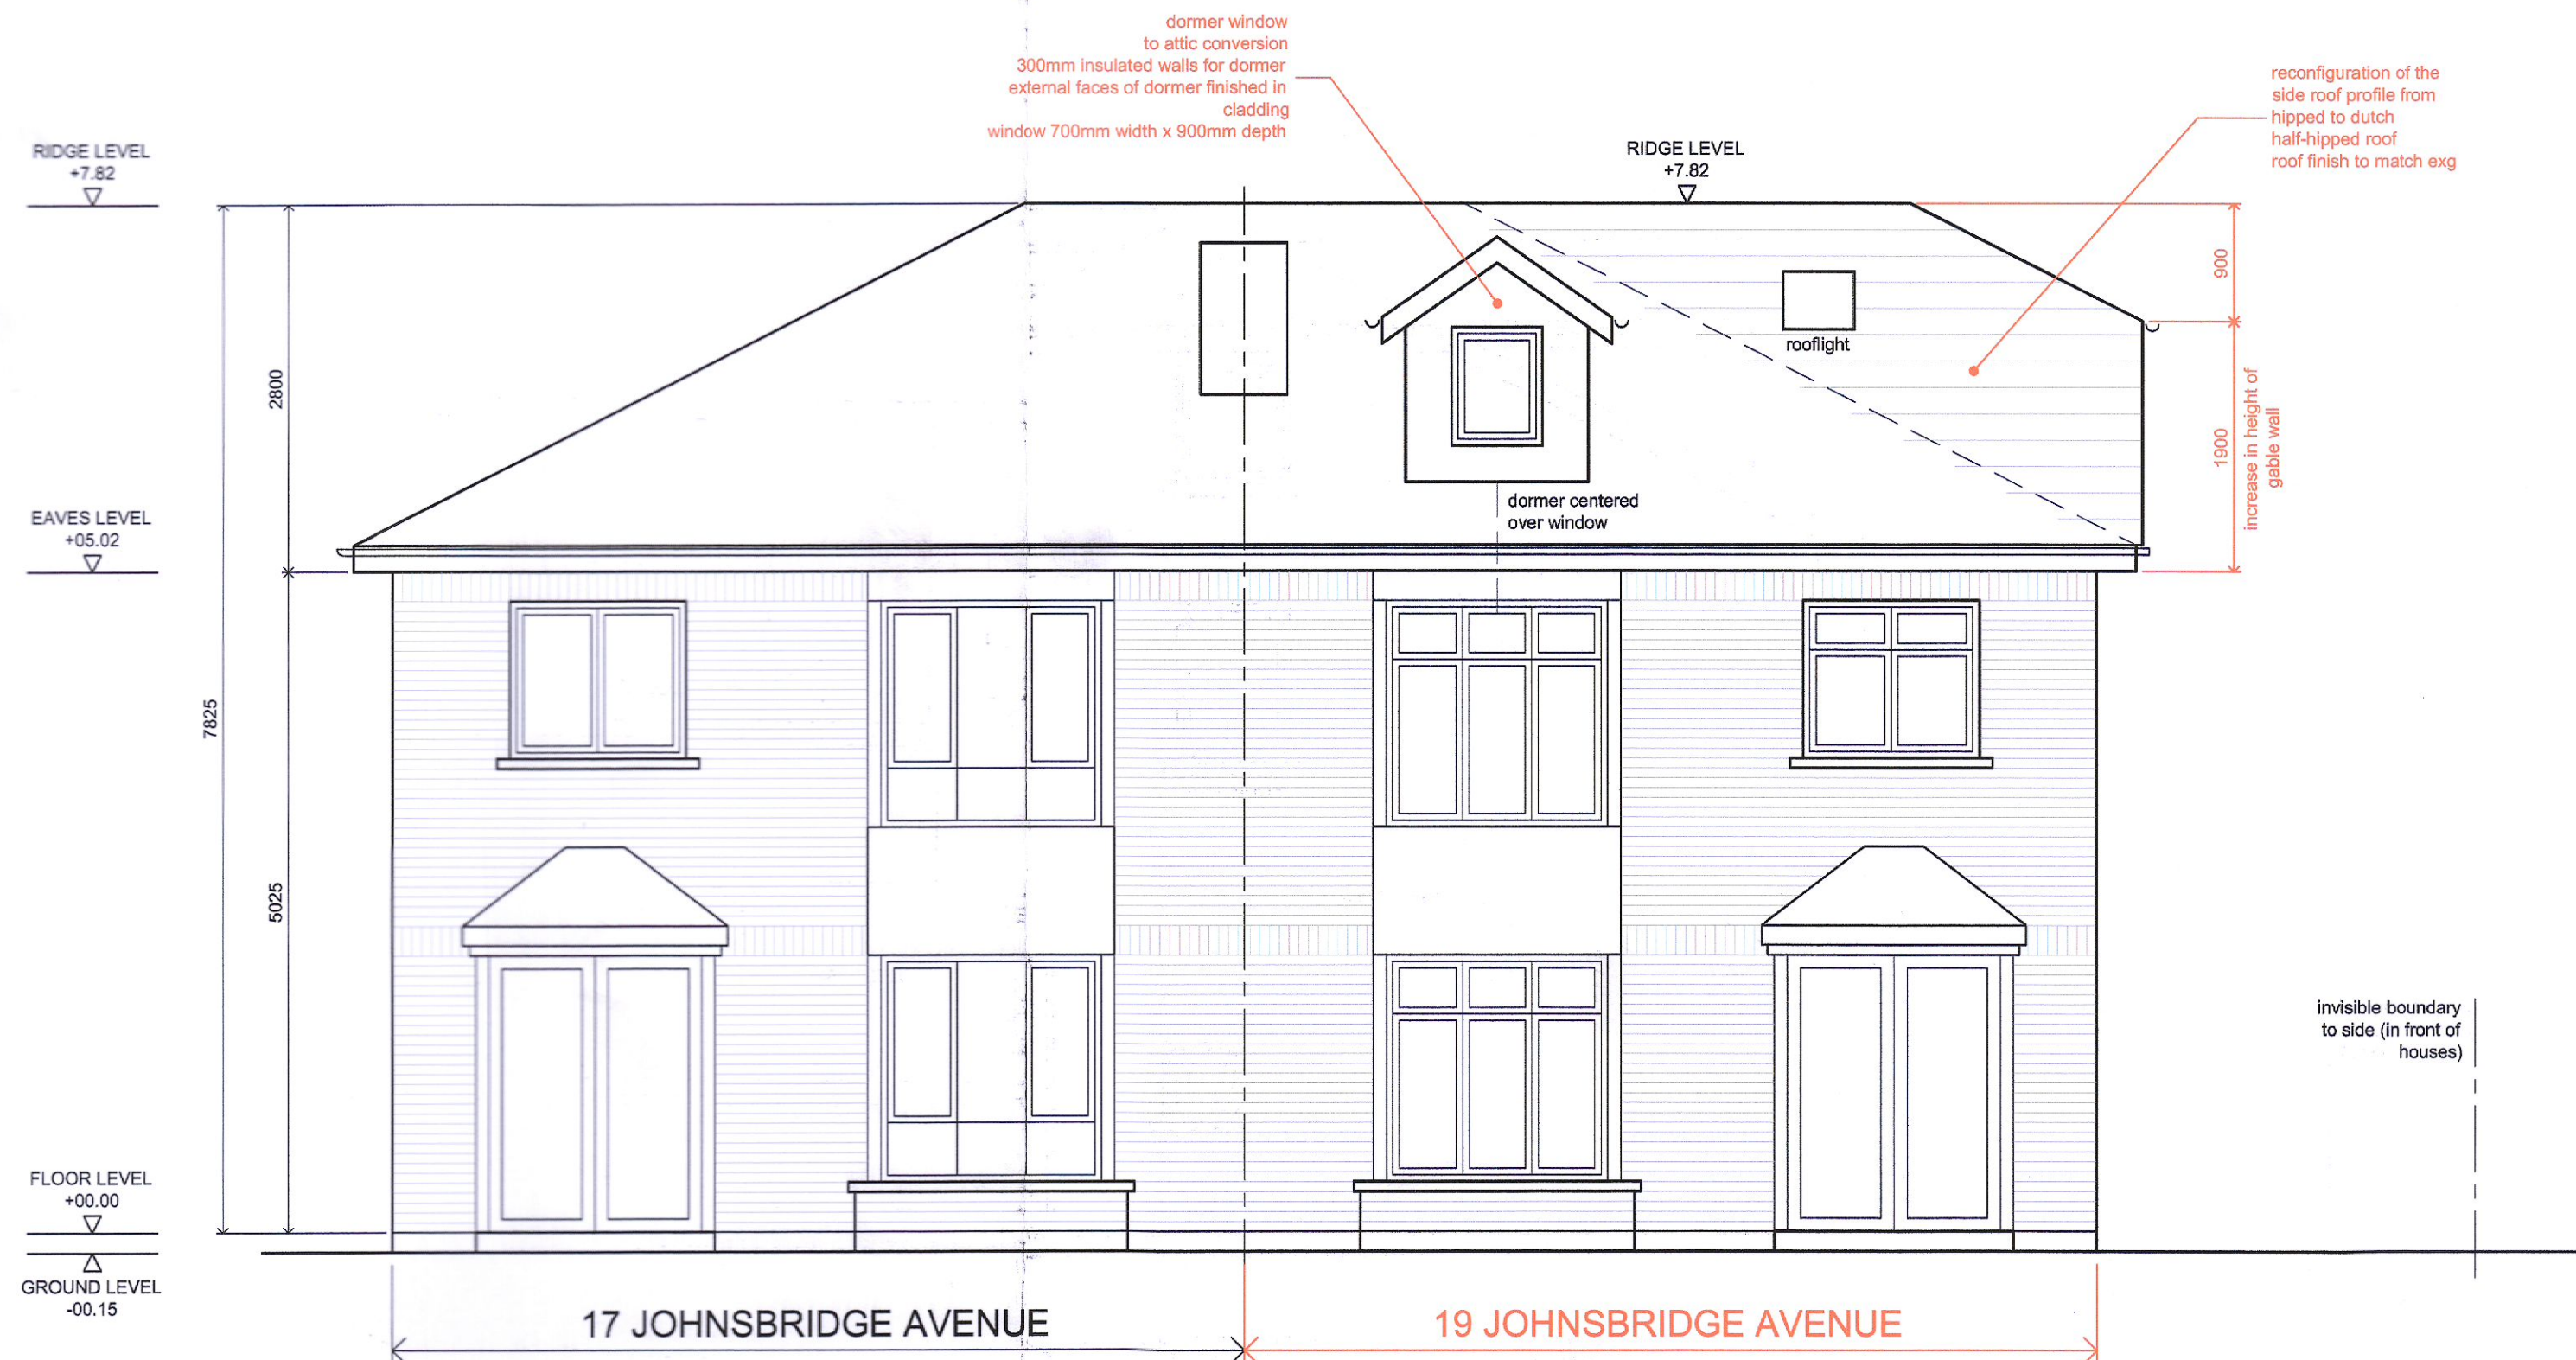 dormer window
to attic conversion
300mm insulated walls for dormer
external faces of dormer finished in
cladding
window 700mm width x 900mm depth
reconfiguration of the
side roof profile from
hipped to dutch
half-hipped roof
roof finish to match exg
RIDGE LEVEL
+7.82
RIDGE LEVEL
+7.82
900
rooflight
2800
1900
increase in height of
gable wall
dormer centered
over window
EAVES LEVEL
+05.02
7825
5025
invisible boundary
to side (in front of
houses)
FLOOR LEVEL
+00.00
GROUND LEVEL
-00.15
17 JOHNSBRIDGE AVENUE
19 JOHNSBRIDGE AVENUE